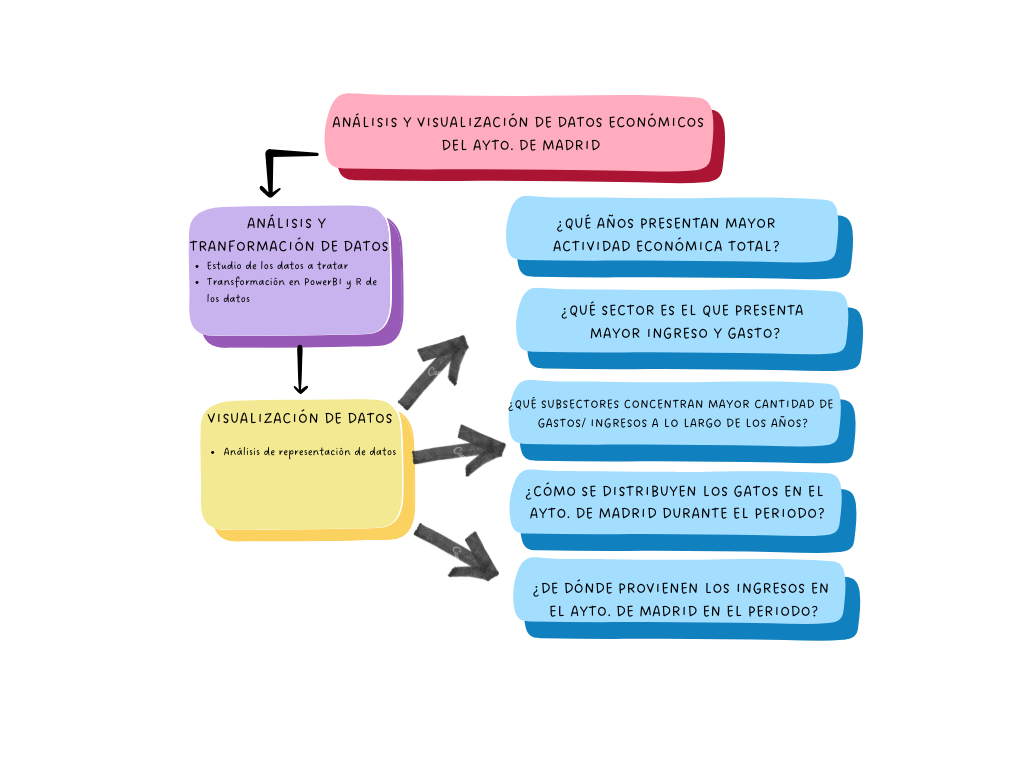 ANÁLISIS Y VISUALIZACIÓN DE DATOS ECONÓMICOS
DEL AYTO. DE MADRID
ANÁLISIS Y
TRANFORMACIÓN DE DATOS
• Estudio de los datos a tratar
• Transformación en PowerBI y R de
los datos
VISUALIZACIÓN DE DATOS
• Análisis de representación de datos
¿QUÉ AÑOS PRESENTAN MAYOR
ACTIVIDAD ECONÓMICA TOTAL?
¿QUÉ SECTOR ES EL QUE PRESENTA
MAYOR INGRESO Y GASTO?
¿QUÉ SUBSECTORES CONCENTRAN MAYOR CANTIDAD DE
GASTOS/ INGRESOS A LO LARGO DE LOS AÑOS?
¿CÓMO SE DISTRIBUYEN LOS GATOS EN EL
AYTO. DE MADRID DURANTE EL PERIODO?
¿DE DÓNDE PROVIENEN LOS INGRESOS EN
EL AYTO. DE MADRID EN EL PERIODO?